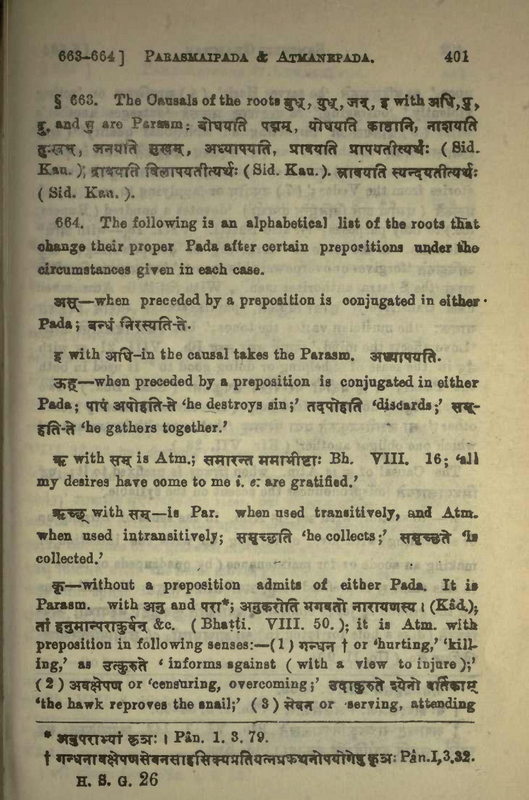 663-664 ] PARASMAIPADA & ATMANEPADA. 401
§ 663. The Causals of the roots बुध्, युध्, जन्, इ with अधि, पु,
द्रु, and स्रु are Parasm: बोधयति पद्मम्, योधयति काष्ठानि, नाशयति
दुःखम्, जनयति सुखम्, अध्यापयति, प्रावयति प्रापयतीत्यर्थः ( Sid.
Kau. ); द्रावयति विलापयतीत्यर्थः ( Sid. Kau. ). स्रावयति स्यन्दयतीत्यर्थः
( Sid. Kau. ).
664. The following is an alphabetical list of the roots that
change their proper Pada after certain prepositions under the
circumstances given in each case.
अस्—when preceded by a preposition is conjugated in either
Pada; बन्धं निरस्यति-ते.
इ with अधि-in the causal takes the Parasm. अध्यापयति.
ऊह्—when preceded by a preposition is conjugated in either
Pada; पापं अपोहति-ते 'he destroys sin;' तदपोहति 'discards;' समू-
हति-ते 'he gathers together.'
ऋ with सम् is Atm.; समारन्त ममाभीष्टाः Bh. VIII. 16; 'all
my desires have come to me i. e: are gratified.'
ऋच्छ् with सम्—is Par. when used transitively, and Atm.
when used intransitively; समृच्छति 'he collects;' समृच्छते 'is
collected.'
कृ—without a preposition admits of either Pada. It is
Parasm. with अनु and परा*; अनुकरोति भगवतो नारायणस्य । (Kâd.);
तां हनुमान्पराकुर्वन् &c. ( Bhaṭṭi. VIII. 50. ); it is Atm. with
preposition in following senses:—(1) गन्धन † or 'hurting,' 'kill-
ing,' as उत्कुरुते 'informs against ( with a view to injure );'
( 2 ) अवक्षेपण or 'censuring, overcoming;' उदाकुरुते श्येनो वर्तिकाम्
'the hawk reproves the snail;' ( 3 ) सेवन or serving, attending
* अनुपराभ्यां कृञः । Pân. 1. 3. 79.
† गन्धनावक्षेपणसेवनसाहसिक्यप्रतियत्नप्रकथनोपयोगेषु कृञः Pân.I,3.32.
H. S. G. 26